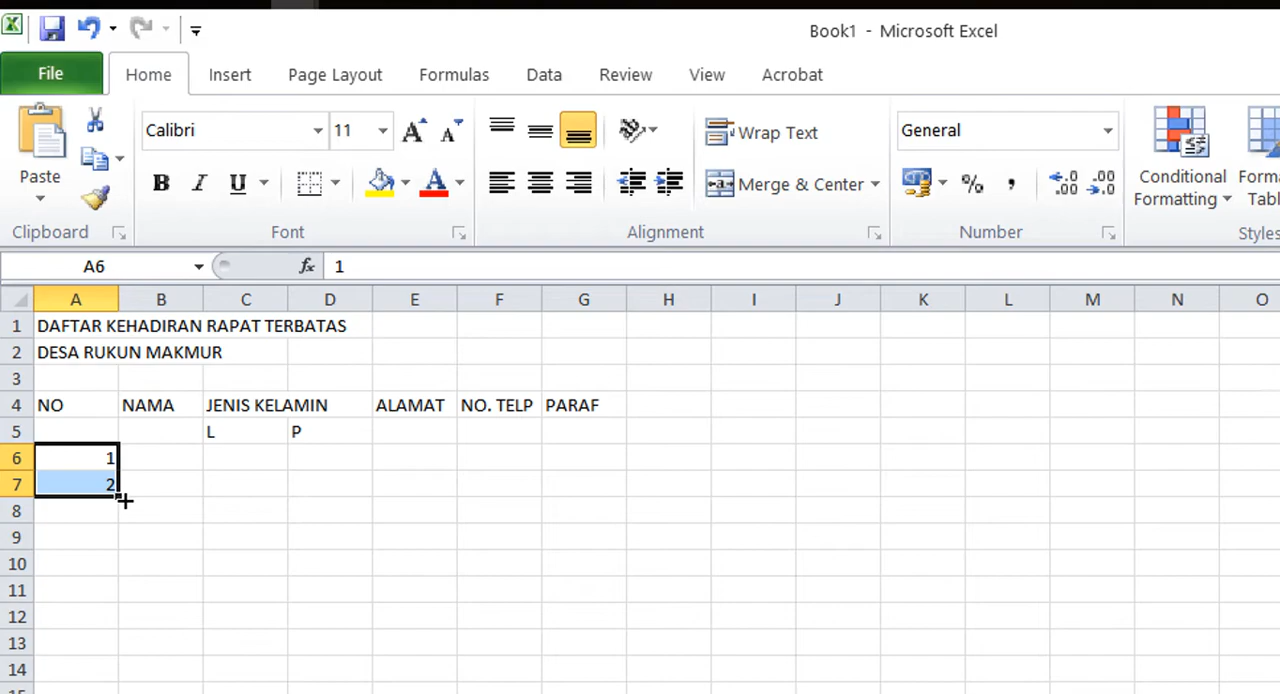 Book1 - Microsoft Excel
File Home Insert Page Layout Formulas Data Review View Acrobat
Calibri 11 General
Wrap Text
Paste B I U Merge & Center % , .00 .00 Conditional
Formatting
Clipboard Font Alignment Number Styles
A6 fx 1
A B C D E F G H I J K L M N O
1 DAFTAR KEHADIRAN RAPAT TERBATAS
2 DESA RUKUN MAKMUR
3
4 NO NAMA JENIS KELAMIN ALAMAT NO. TELP PARAF
5 L P
6 1
7 2
8
9
10
11
12
13
14